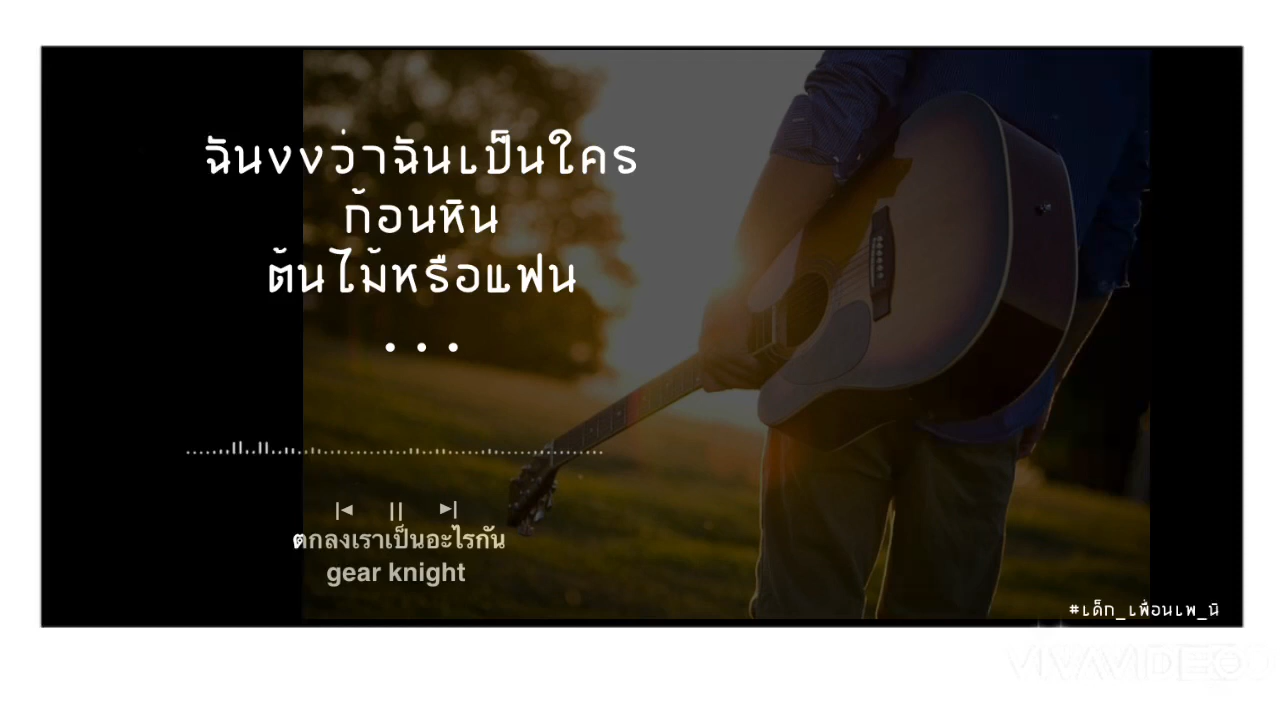 ฉันงงว่าฉันเป็นใคร
ก้อนหิน
ต้นไม้หรือแฟน
...
ตกลงเราเป็นอะไรกัน
gear knight
#เด็ก_เพื่อนเพ_นิ
VIVAVIDEO